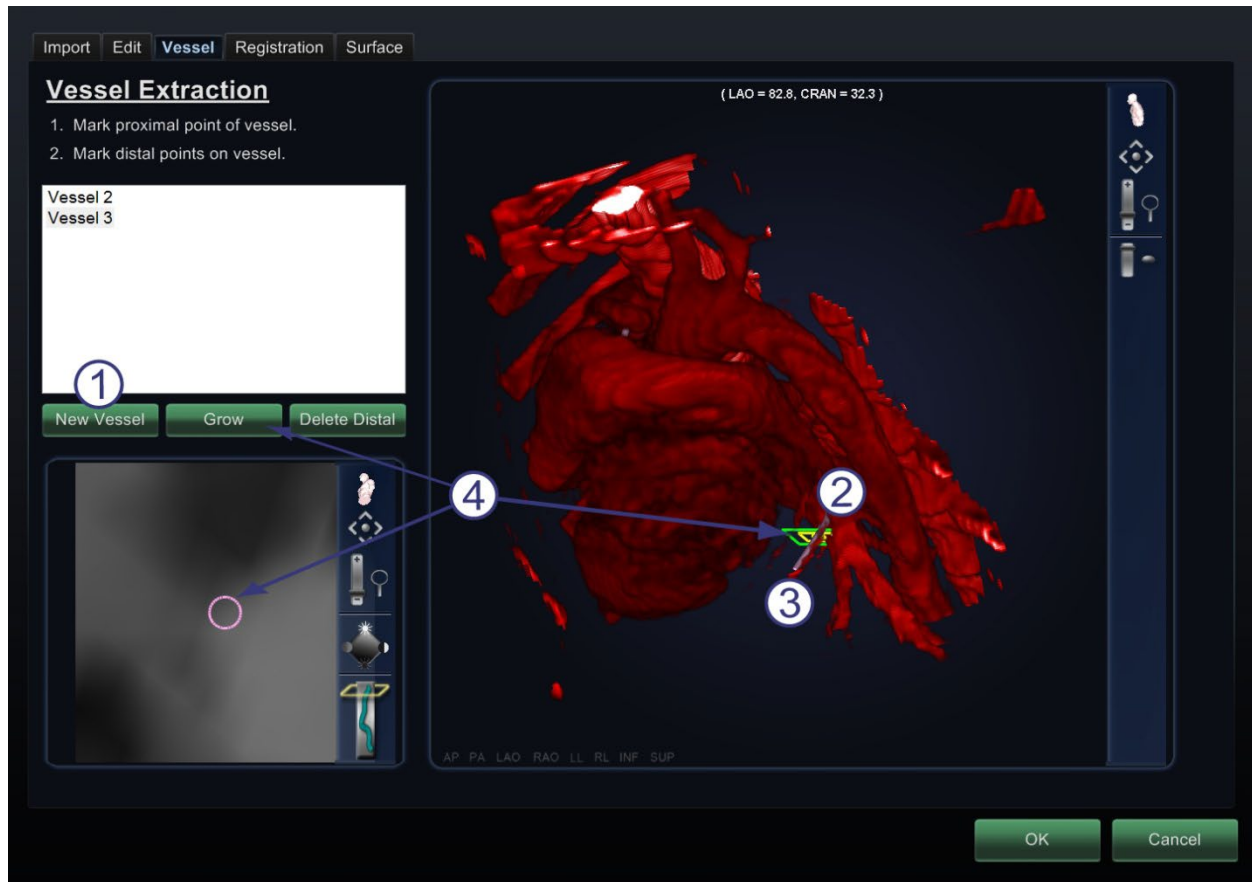 Import Edit Vessel Registration Surface
Vessel Extraction
1. Mark proximal point of vessel.
2. Mark distal points on vessel.
Vessel 2
Vessel 3
1
New Vessel Grow Delete Distal
( LAO = 82.8, CRAN = 32.3 )
4
2
3
AP PA LAO RAO LL RL INF SUP
OK Cancel